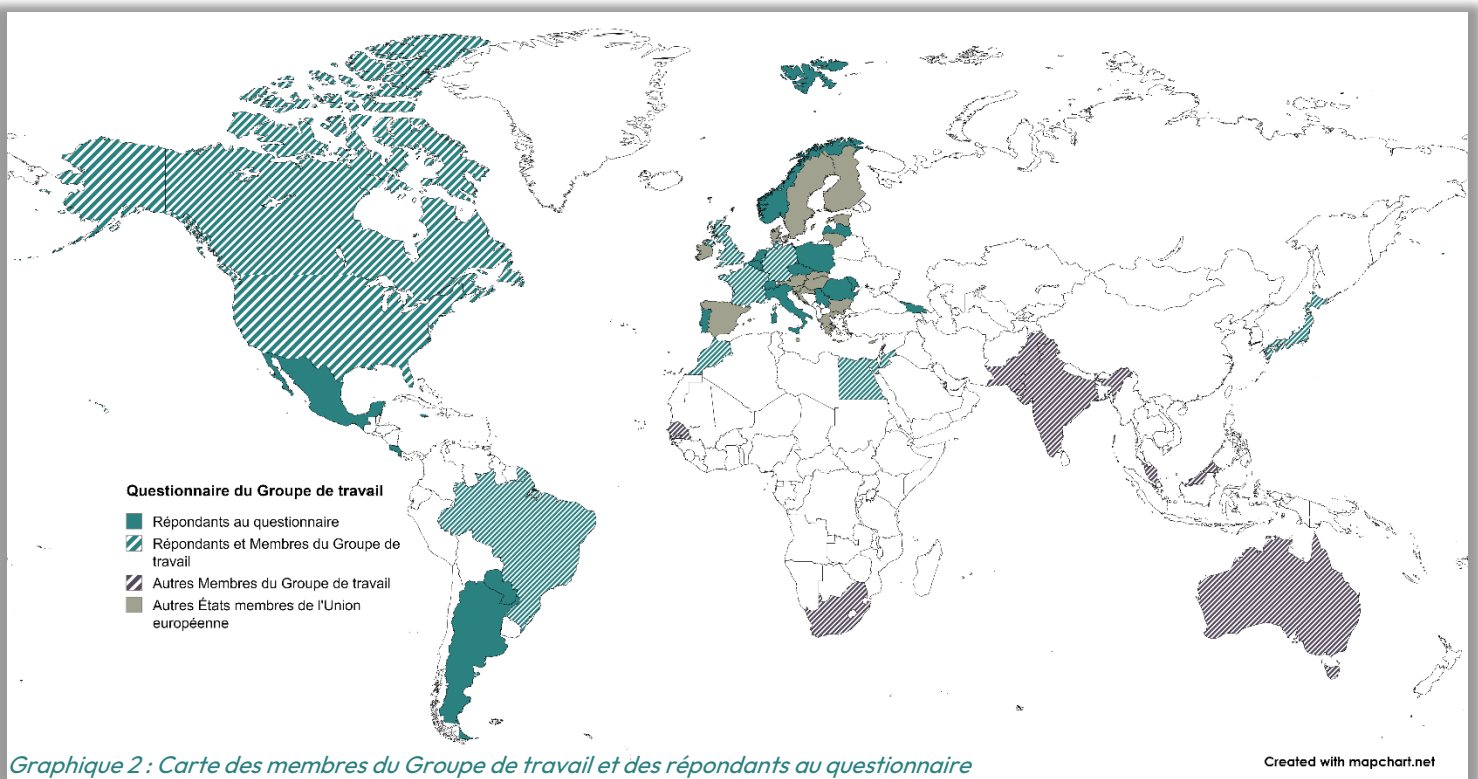 Questionnaire du Groupe de travail
Répondants au questionnaire
Répondants et Membres du Groupe de
travail
Autres Membres du Groupe de travail
Autres États membres de l'Union
européenne
Graphique 2 : Carte des membres du Groupe de travail et des répondants au questionnaire
Created with mapchart.net